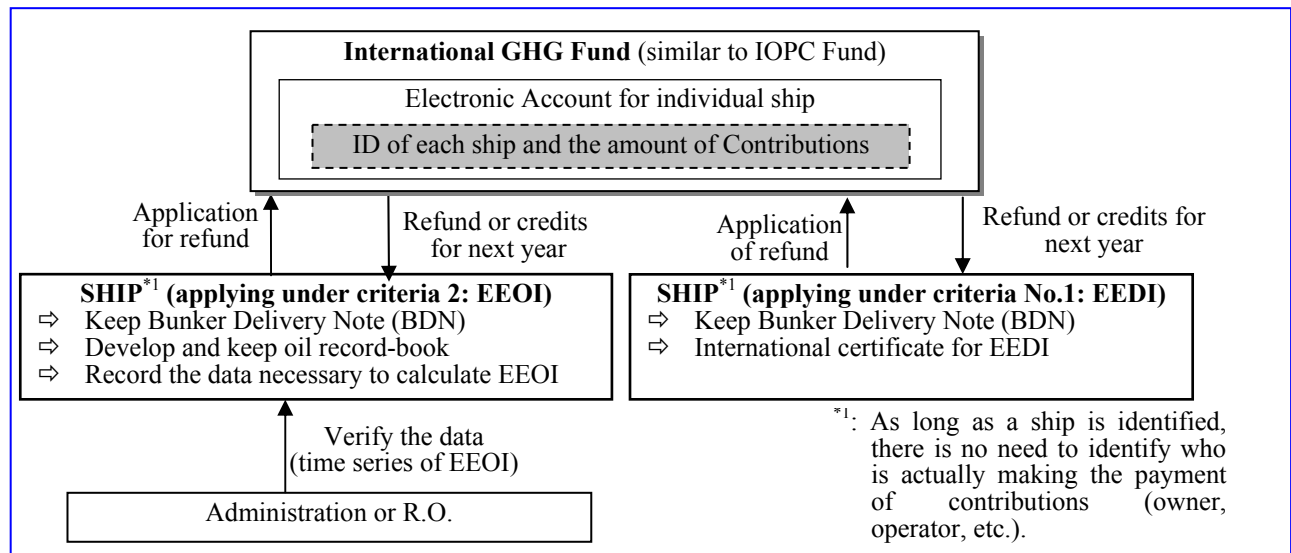 International GHG Fund (similar to IOPC Fund)
Electronic Account for individual ship
ID of each ship and the amount of Contributions
Application
for refund
Refund or credits
for next year
Application
of refund
Refund or credits for
next year
SHIP*1 (applying under criteria 2: EEOI)
⇨ Keep Bunker Delivery Note (BDN)
⇨ Develop and keep oil record-book
⇨ Record the data necessary to calculate EEOI
SHIP*1 (applying under criteria No.1: EEDI)
⇨ Keep Bunker Delivery Note (BDN)
⇨ International certificate for EEDI
Verify the data
(time series of EEOI)
Administration or R.O.
*1: As long as a ship is identified,
there is no need to identify who
is actually making the payment
of contributions (owner,
operator, etc.).